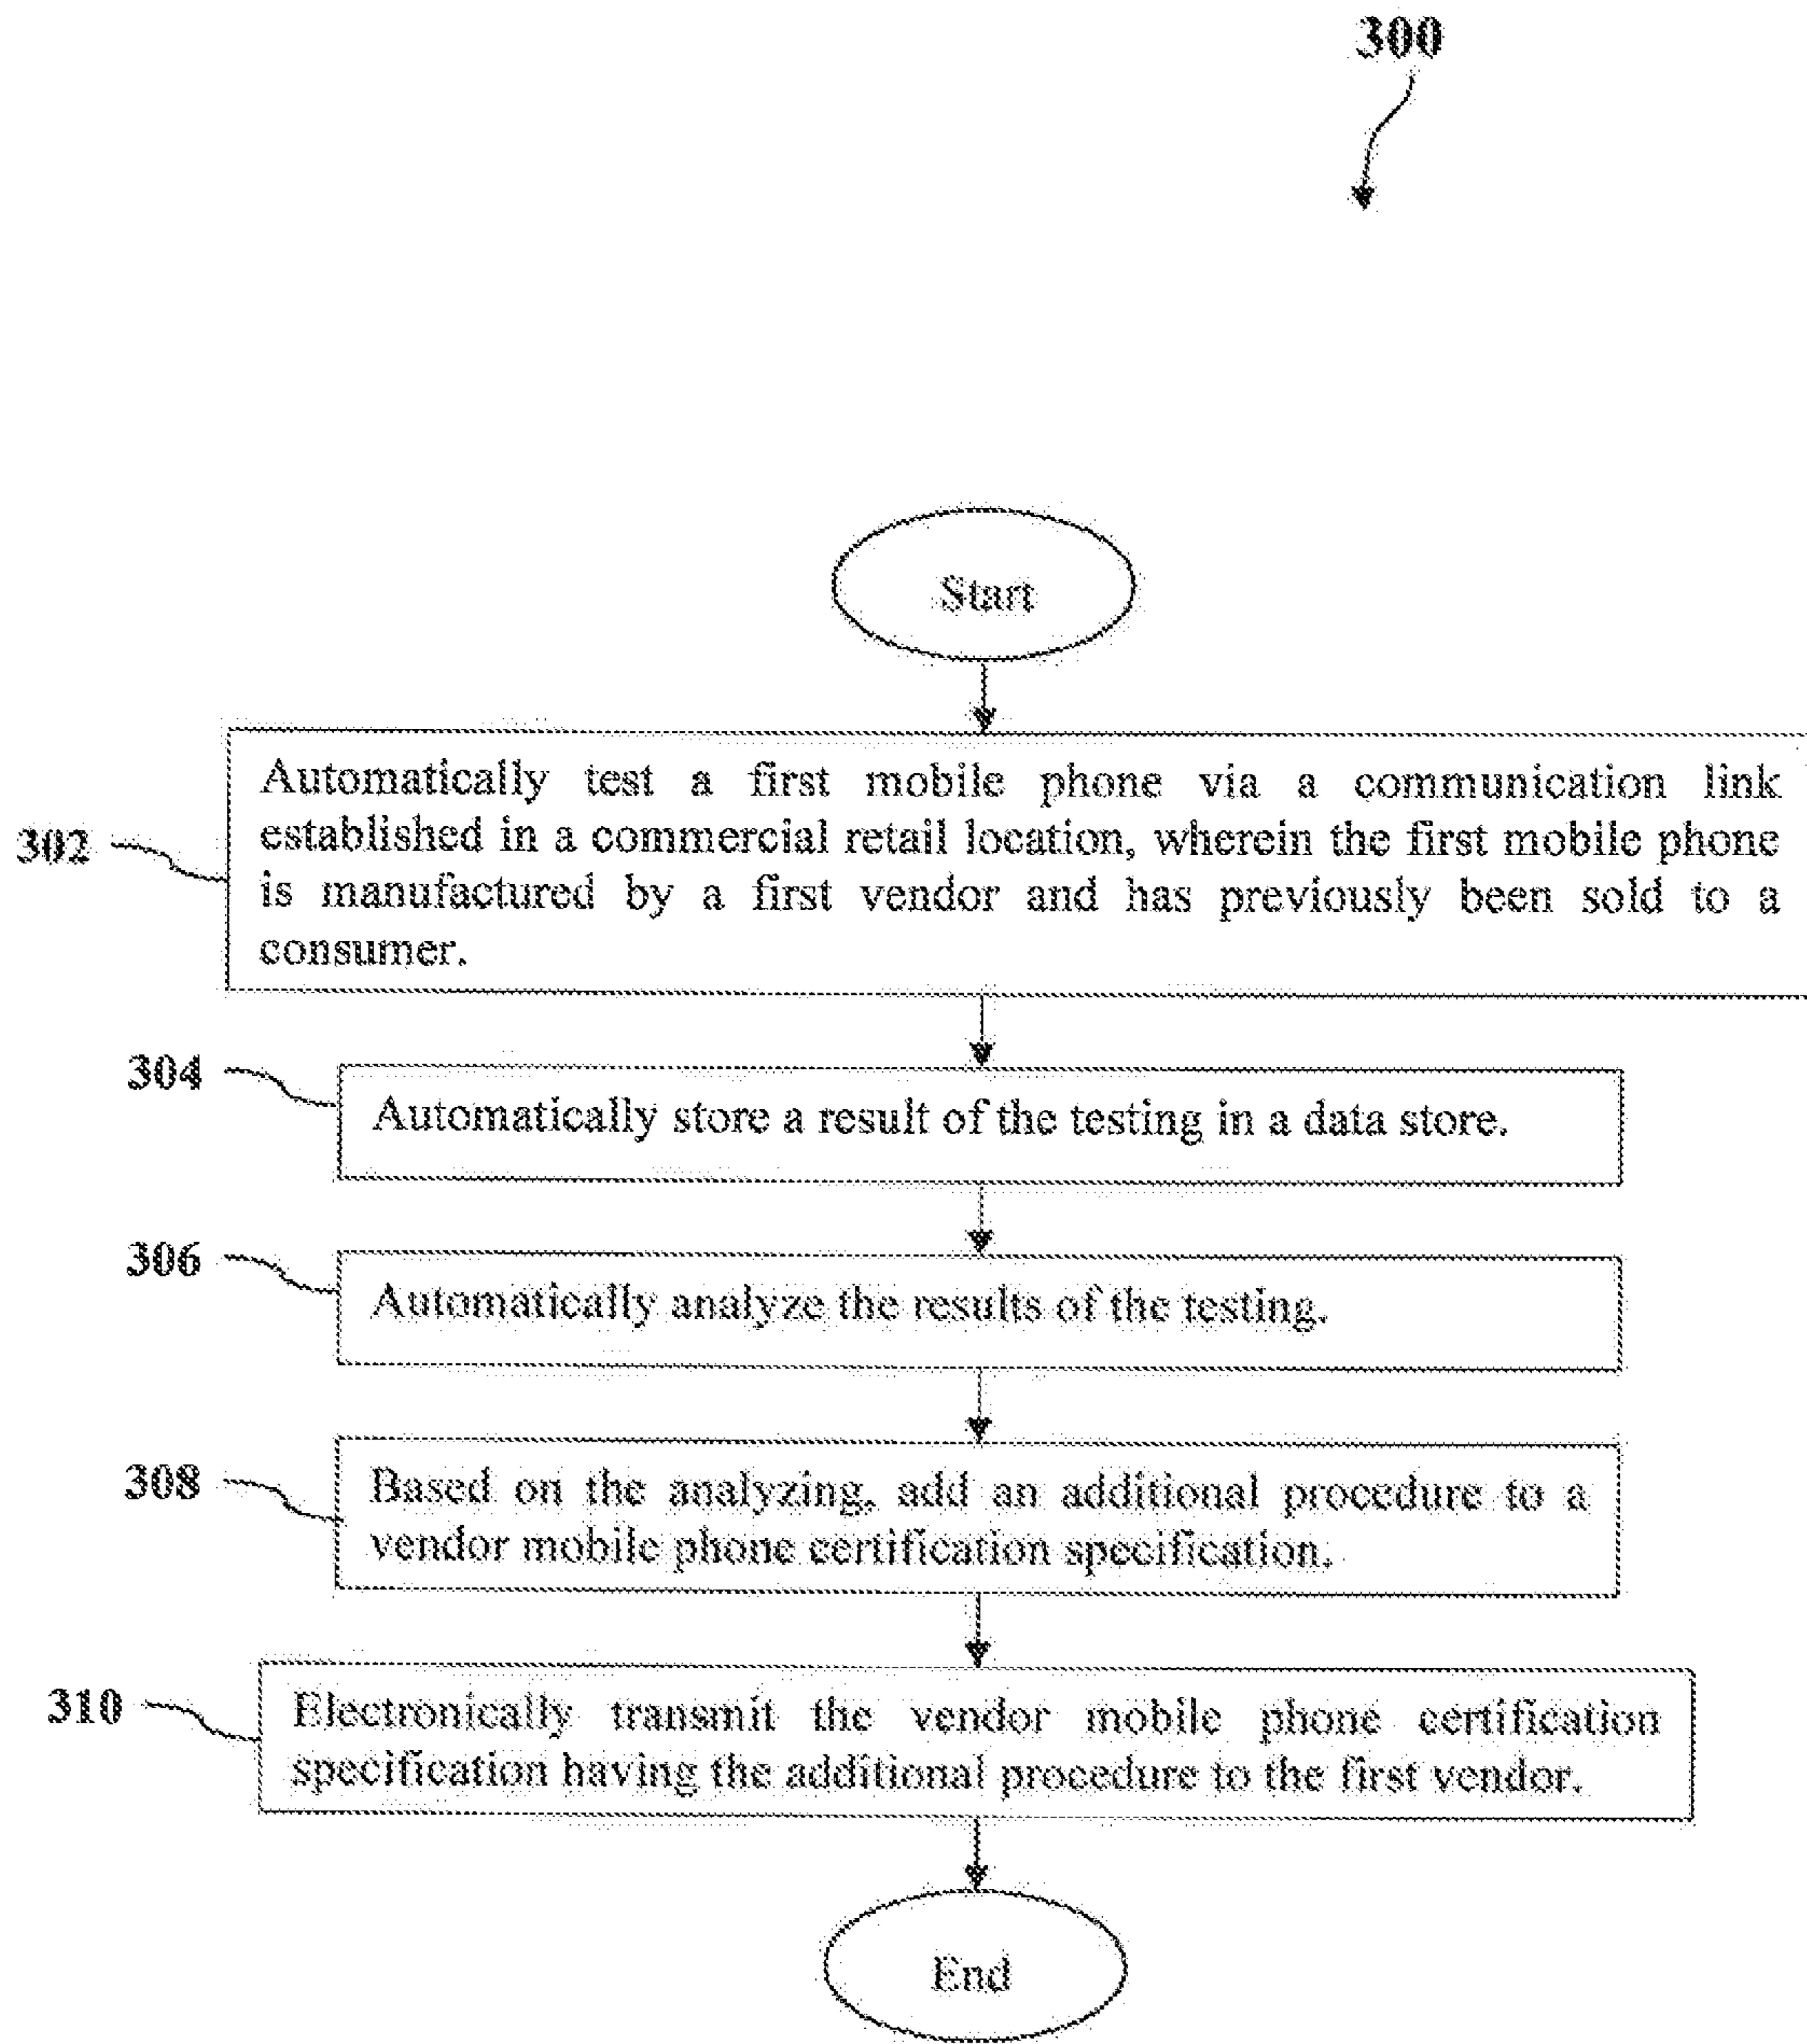 300
Start
302
Automatically test a first mobile phone via a communication link
established in a commercial retail location, wherein the first mobile phone
is manufactured by a first vendor and has previously been sold to a
consumer.
304
Automatically store a result of the testing in a data store.
306
Automatically analyze the results of the testing.
308
Based on the analyzing, add an additional procedure to a
vendor mobile phone certification specification.
310
Electronically transmit the vendor mobile phone certification
specification having the additional procedure to the first vendor.
End